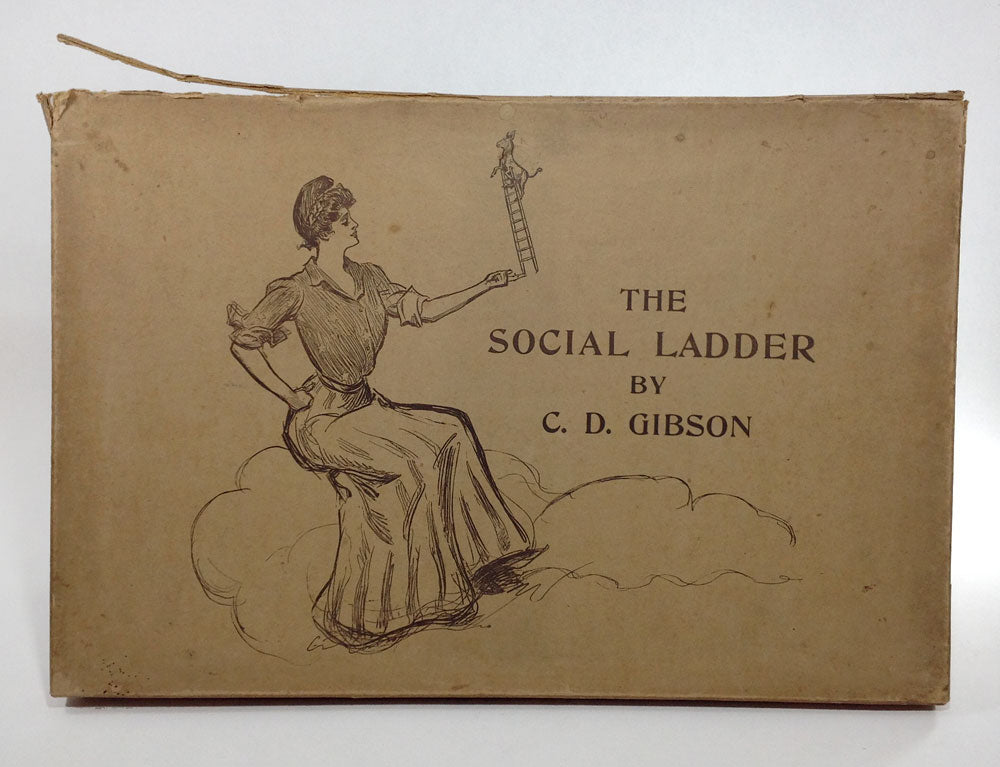 THE
SOCIAL LADDER
BY
C. D. GIBSON